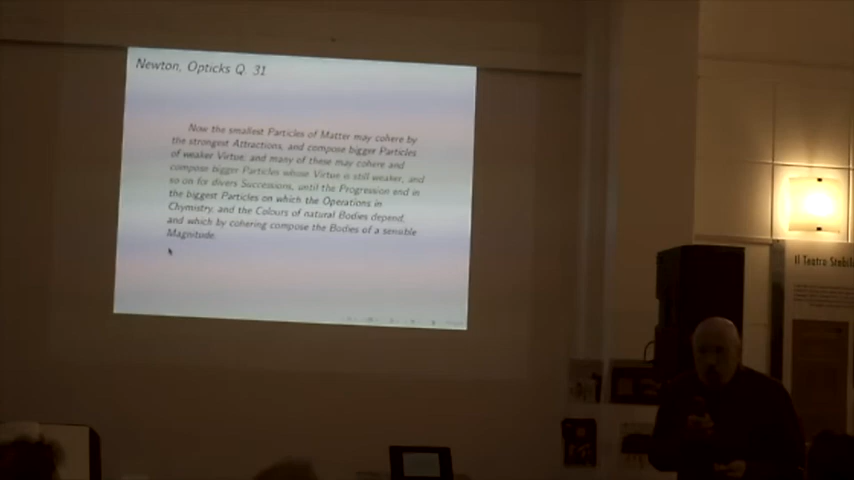 Newton, Opticks Q. 31
Now the smallest Particles of Matter may cohere by
the strongest Attractions, and compose bigger Particles
of weaker Virtue; and many of these may cohere and
compose bigger Particles whose Virtue is still weaker, and
so on for divers Successions, until the Progression end in
the biggest Particles on which the Operations in
Chymistry, and the Colours of natural Bodies depend,
and which by cohering compose the Bodies of a sensible
Magnitude.
Il Teatro